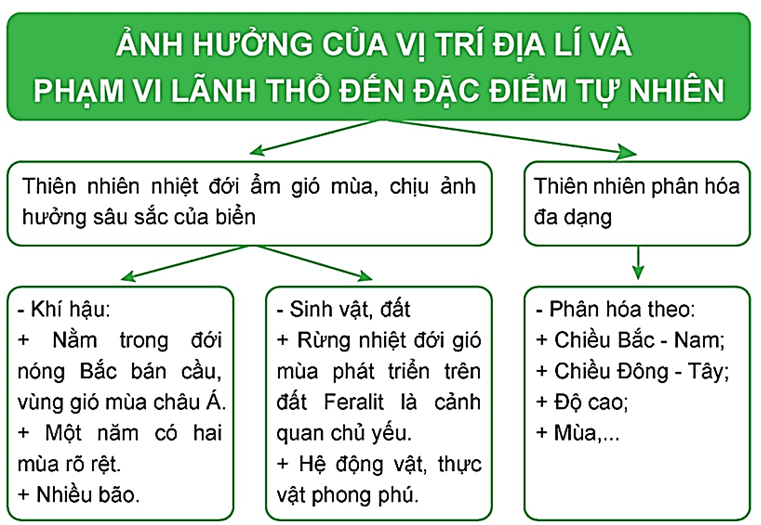 ẢNH HƯỞNG CỦA VỊ TRÍ ĐỊA LÍ VÀ
PHẠM VI LÃNH THỔ ĐẾN ĐẶC ĐIỂM TỰ NHIÊN
Thiên nhiên nhiệt đới ẩm gió mùa, chịu ảnh
hưởng sâu sắc của biển
Thiên nhiên phân hóa
đa dạng
- Khí hậu:
+ Nằm trong đới
nóng Bắc bán cầu,
vùng gió mùa châu Á.
+ Một năm có hai
mùa rõ rệt.
+ Nhiều bão.
- Sinh vật, đất
+ Rừng nhiệt đới gió
mùa phát triển trên
đất Feralit là cảnh
quan chủ yếu.
+ Hệ động vật, thực
vật phong phú.
- Phân hóa theo:
+ Chiều Bắc - Nam;
+ Chiều Đông - Tây;
+ Độ cao;
+ Mùa,...